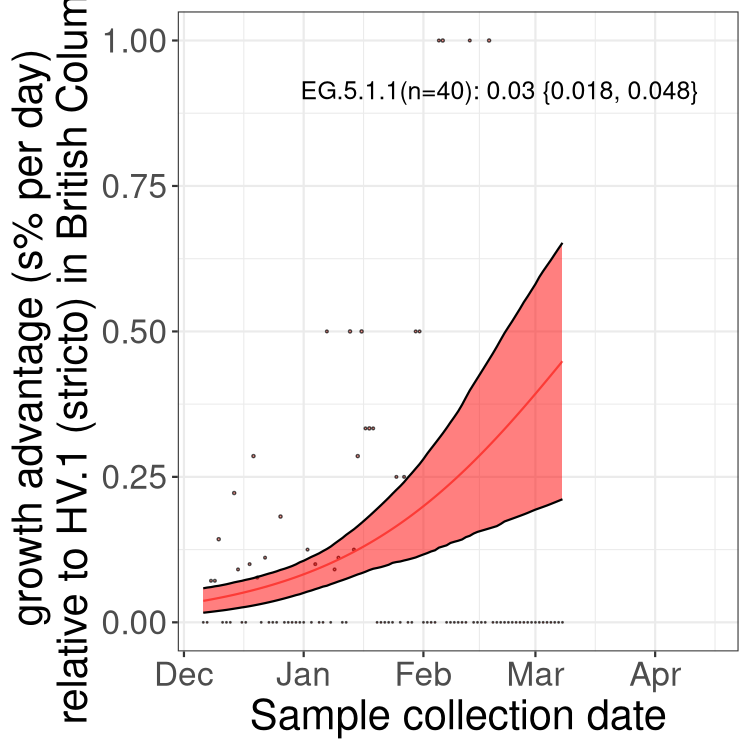 growth advantage (s% per day)
relative to HV.1 (stricto) in British Colum
1.00
0.75
0.50
0.25
0.00
EG.5.1.1(n=40): 0.03 {0.018, 0.048}
Dec Jan Feb Mar Apr
Sample collection date